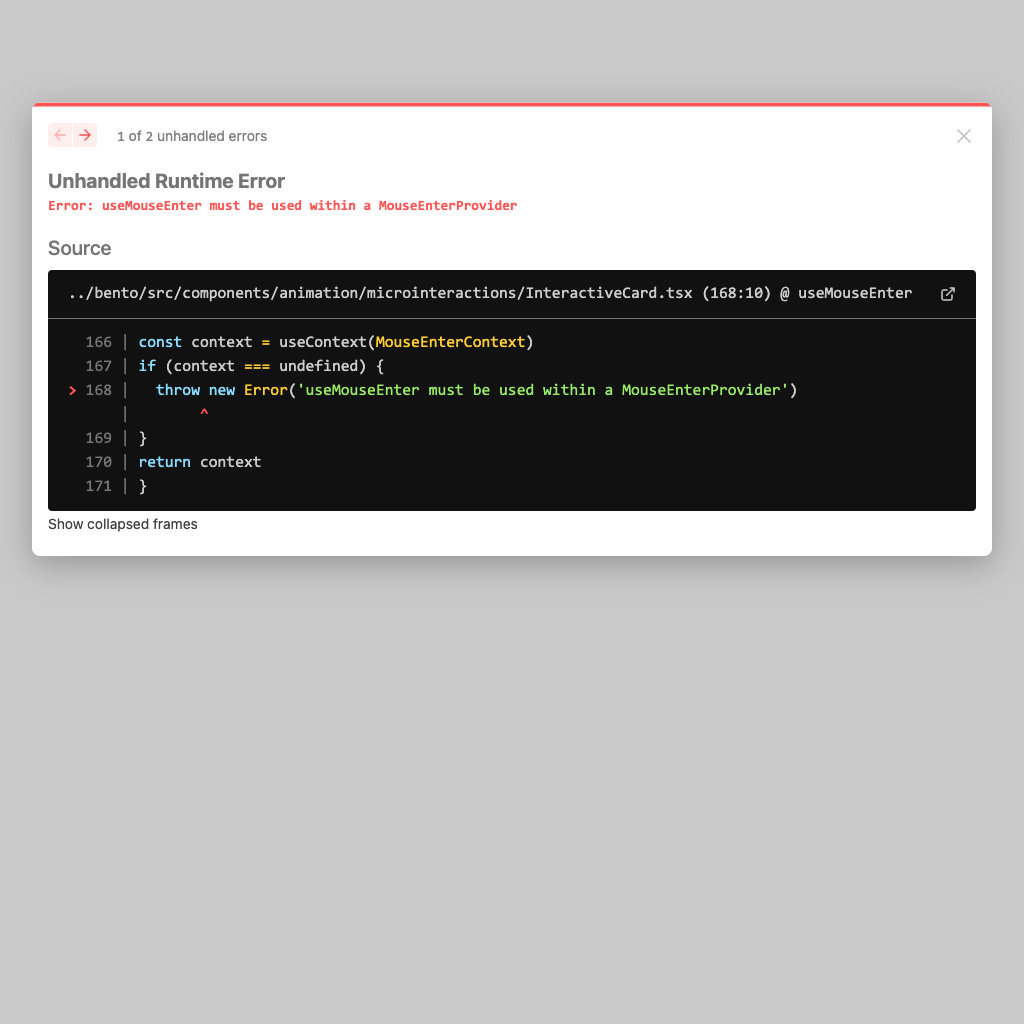 1 of 2 unhandled errors
Unhandled Runtime Error
Error: useMouseEnter must be used within a MouseEnterProvider
Source
../bento/src/components/animation/microinteractions/InteractiveCard.tsx (168:10) @ useMouseEnter
166 | const context = useContext(MouseEnterContext)
167 | if (context === undefined) {
> 168 |   throw new Error('useMouseEnter must be used within a MouseEnterProvider')
|         ^
169 | }
170 | return context
171 | }
Show collapsed frames